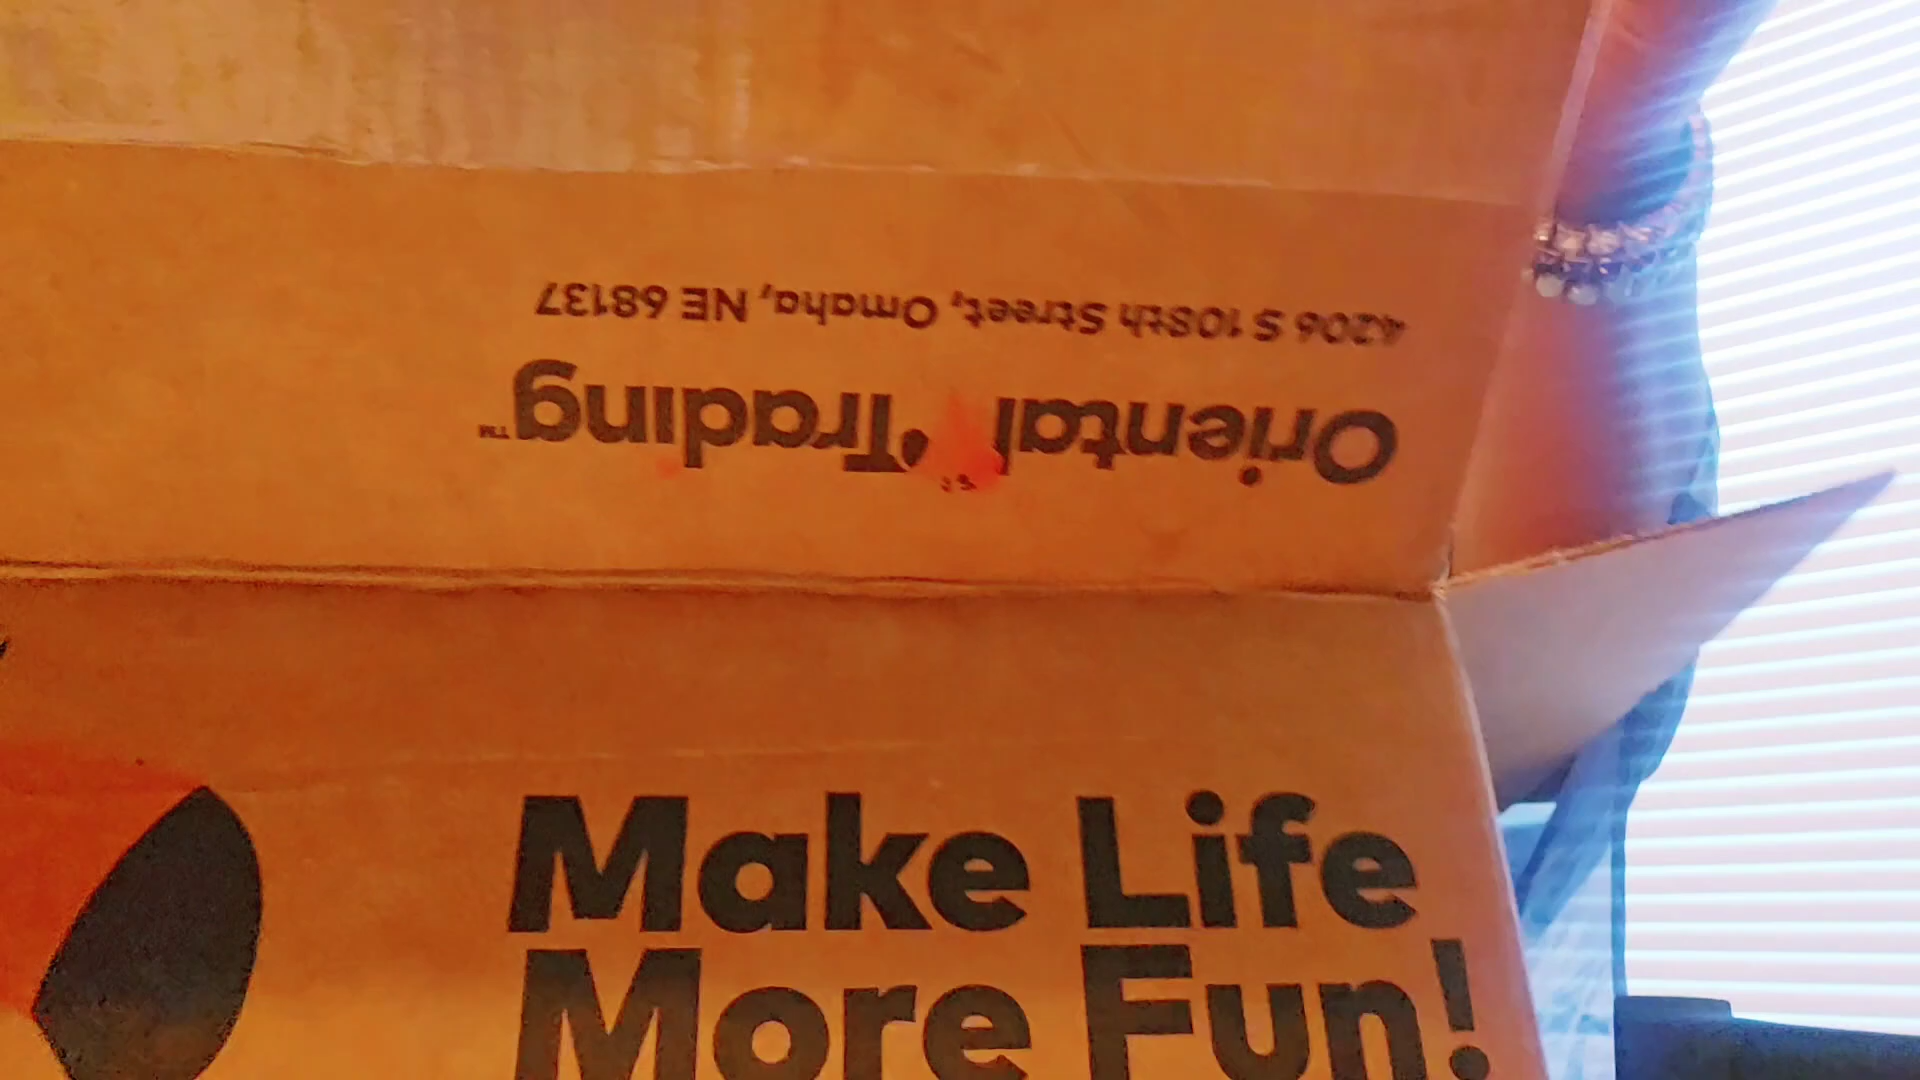 4206 S 108th Street, Omaha, NE 68137
Oriental Trading™
Make Life
More Fun!